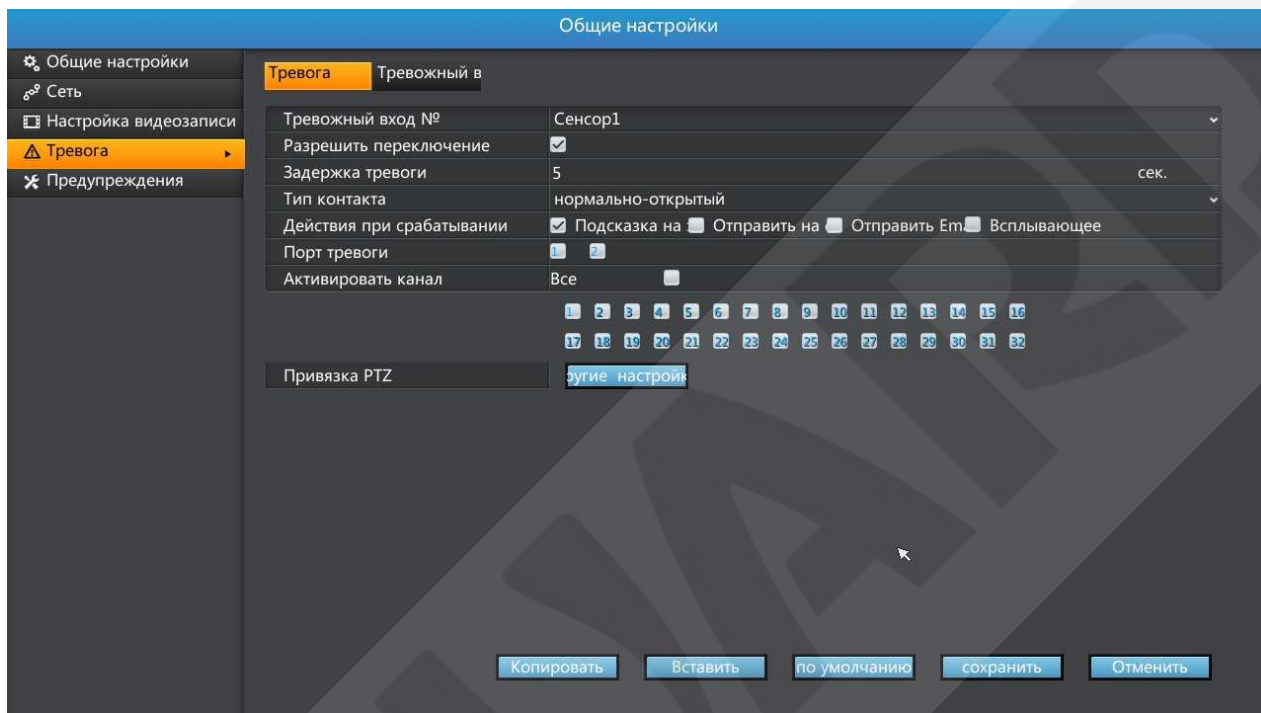 Общие настройки
Общие настройки
Сеть
Настройка видеозаписи
Тревога
Предупреждения
Тревога Тревожный в
Тревожный вход № Сенсор1
Разрешить переключение
Задержка тревоги 5 сек.
Тип контакта нормально-открытый
Действия при срабатывании Подсказка на Отправить на Отправить Em Всплывающее
Порт тревоги 1 2
Активировать канал Все
1 2 3 4 5 6 7 8 9 10 11 12 13 14 15 16
17 18 19 20 21 22 23 24 25 26 27 28 29 30 31 32
Привязка PTZ ругие настройк
Копировать Вставить по умолчанию сохранить Отменить